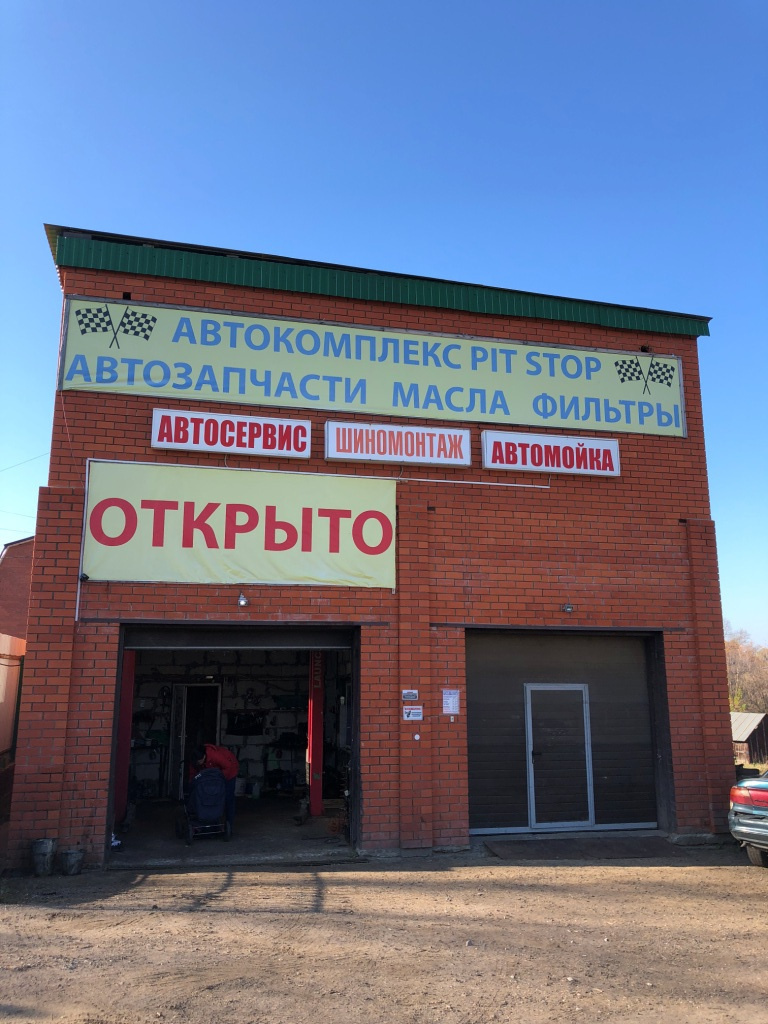 АВТОКОМПЛЕКС PIT STOP
АВТОЗАПЧАСТИ МАСЛА ФИЛЬТРЫ
АВТОСЕРВИС
ШИНОМОНТАЖ
АВТОМОЙКА
ОТКРЫТО